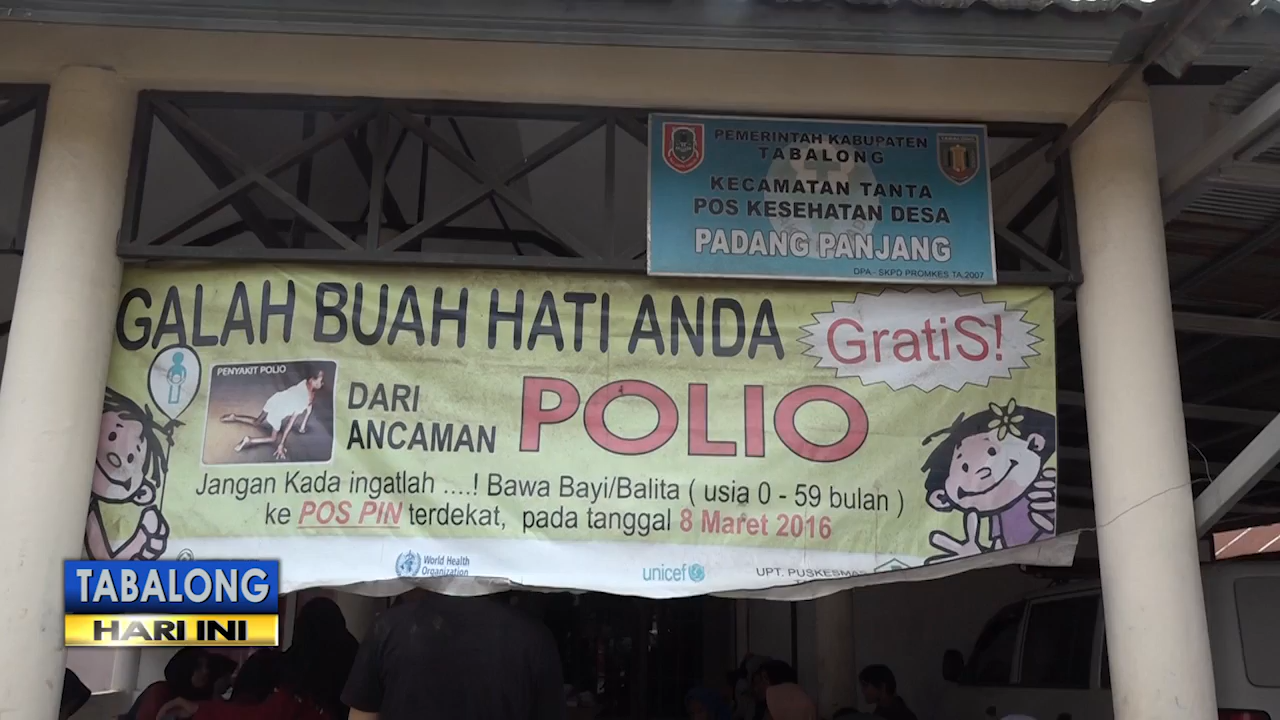 PEMERINTAH KABUPATEN
TABALONG
TABALONG
KECAMATAN TANTA
POS KESEHATAN DESA
PADANG PANJANG
DPA - SKPD PROMKES TA.2007
GALAH BUAH HATI ANDA
GratiS!
PENYAKIT POLIO
DARI
ANCAMAN
POLIO
Jangan Kada ingatlah ....! Bawa Bayi/Balita ( usia 0 - 59 bulan )
ke POS PIN terdekat, pada tanggal 8 Maret 2016
World Health
Organization
unicef
UPT.
TABALONG
HARI INI